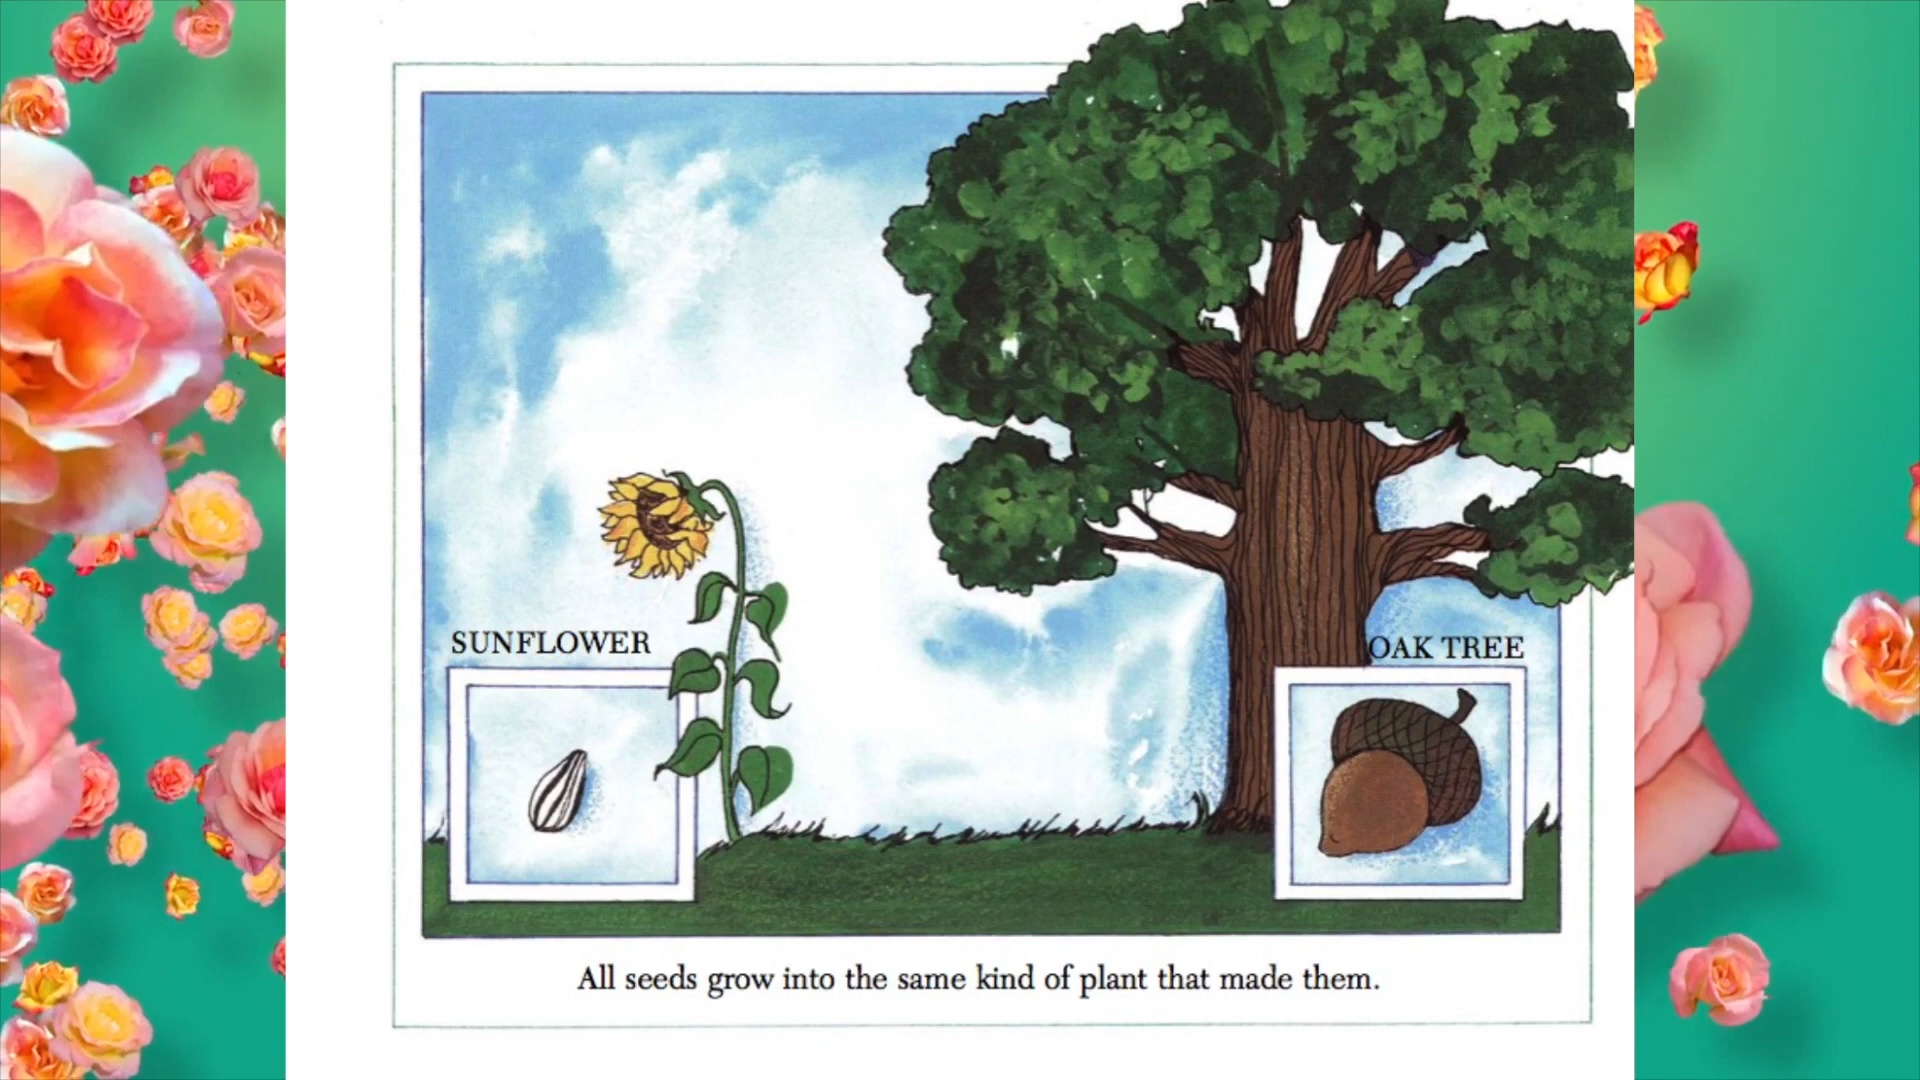 SUNFLOWER
OAK TREE
All seeds grow into the same kind of plant that made them.